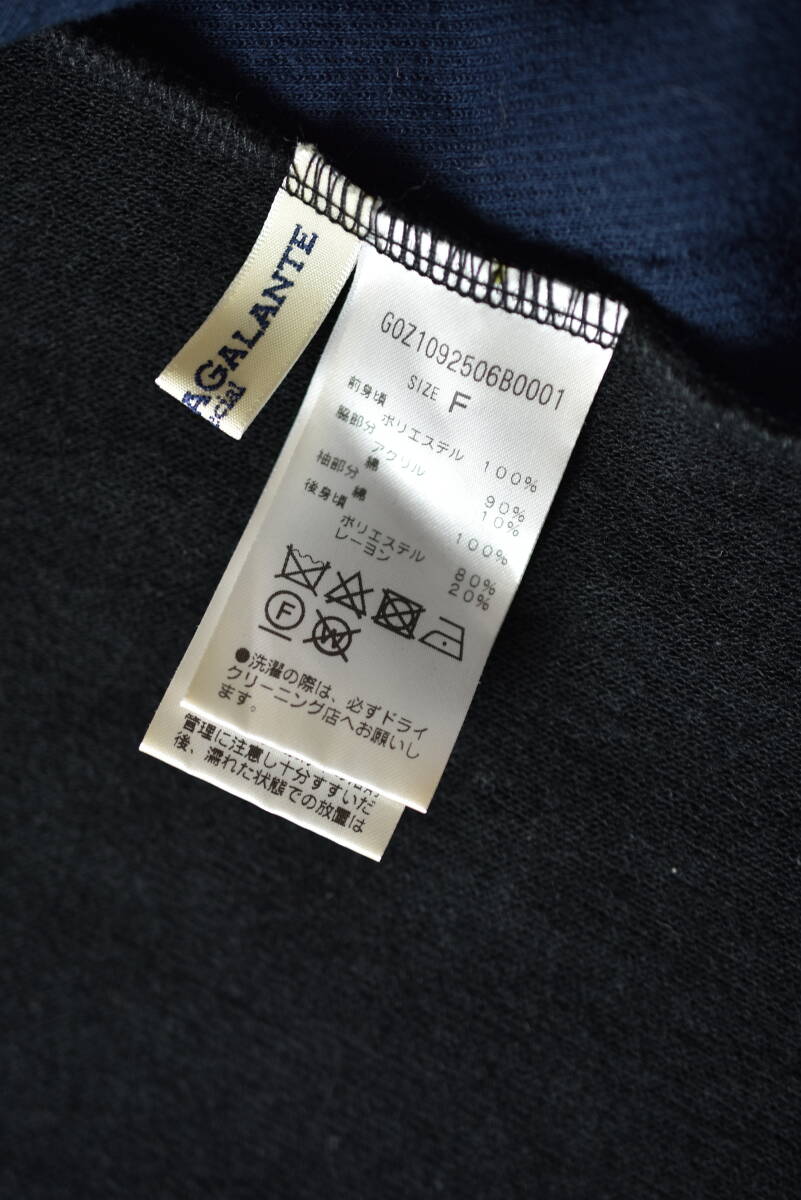 AGALANTE
ecial
G0Z1092506B0001
SIZE F
前身頃
ポリエステル 100%
脇部分
アクリル 90%
綿 10%
袖部分
綿 100%
後身頃
ポリエステル 80%
レーヨン 20%
F
W
●洗濯の際は、必ずドライ
クリーニング店へお願いし
ます。
管理に注意し十分すすいだ
後、濡れた状態での放置は